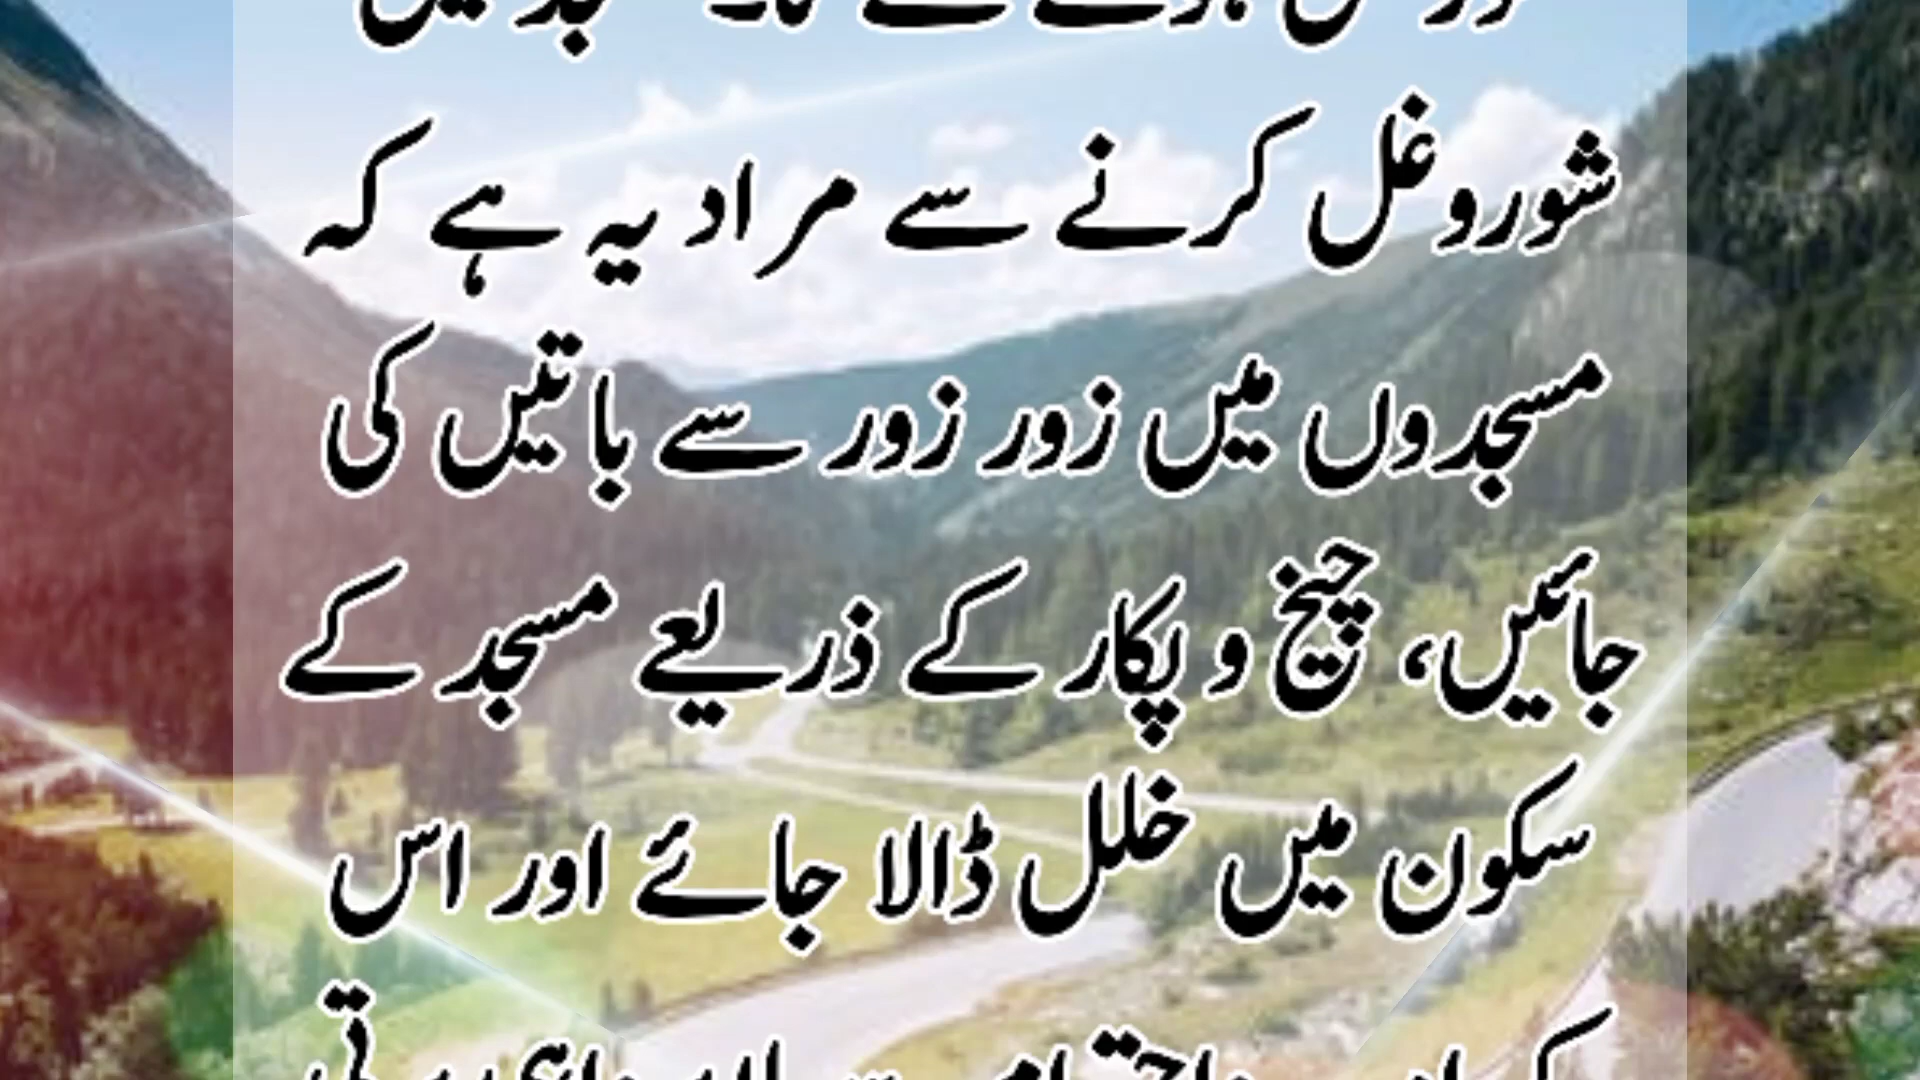 شوروغل کرنے سے مراد یہ ہے کہ
مسجدوں میں زور زور سے باتیں کی
جائیں، چیخ و پکار کے ذریعے مسجد کے
سکون میں خلل ڈالا جائے اور اس